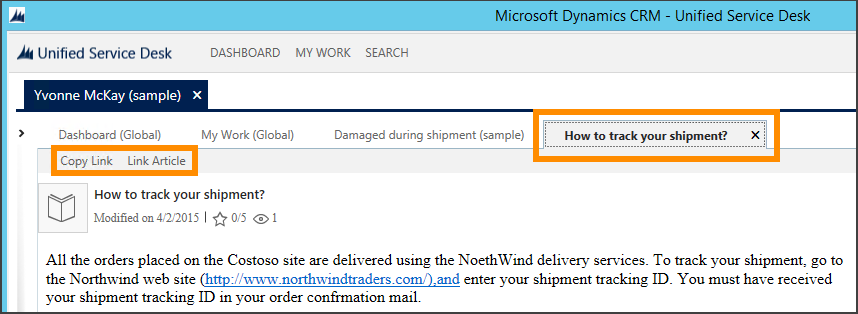 Microsoft Dynamics CRM - Unified Service Desk
Unified Service Desk DASHBOARD MY WORK SEARCH
Yvonne McKay (sample) ×
Dashboard (Global) My Work (Global) Damaged during shipment (sample) How to track your shipment? ×
Copy Link Link Article
How to track your shipment?
Modified on 4/2/2015 | 0/5 1
All the orders placed on the Costoso site are delivered using the NoethWind delivery services. To track your shipment, go to
the Northwind web site (http://www.northwindtraders.com/),and enter your shipment tracking ID. You must have received
your shipment tracking ID in your order confrmation mail.